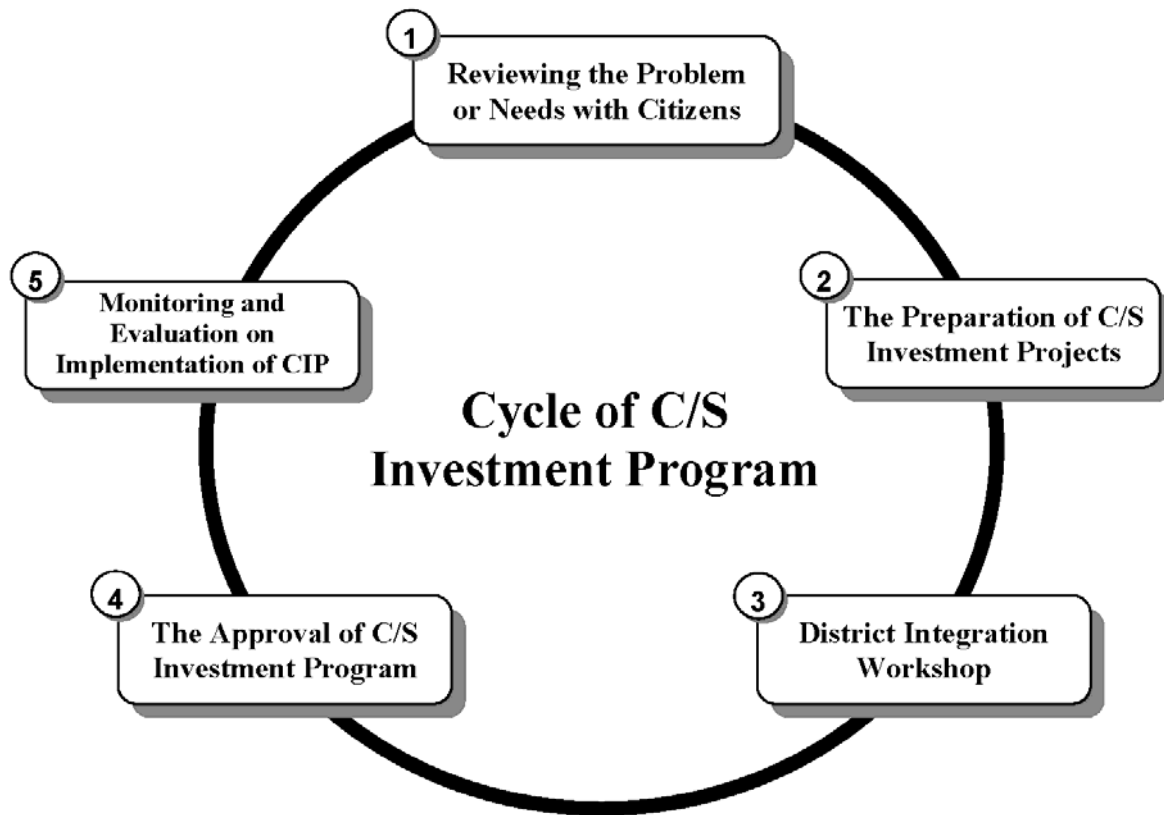 1
Reviewing the Problem
or Needs with Citizens
2
The Preparation of C/S
Investment Projects
3
District Integration
Workshop
4
The Approval of C/S
Investment Program
5
Monitoring and
Evaluation on
Implementation of CIP
Cycle of C/S
Investment Program